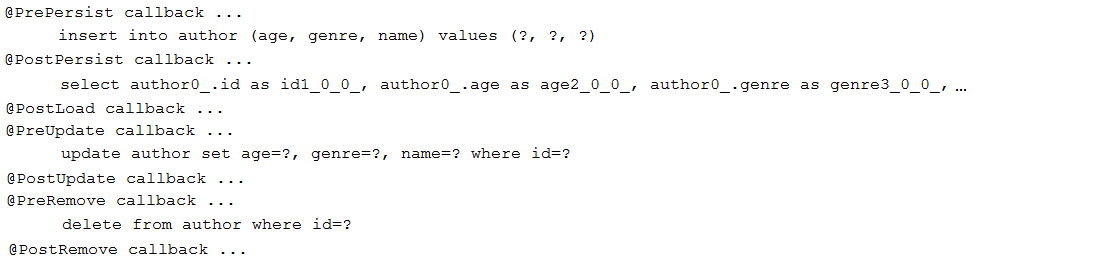 @PrePersist callback ...
insert into author (age, genre, name) values (?, ?, ?)
@PostPersist callback ...
select author0_.id as id1_0_0_, author0_.age as age2_0_0_, author0_.genre as genre3_0_0_, ...
@PostLoad callback ...
@PreUpdate callback ...
update author set age=?, genre=?, name=? where id=?
@PostUpdate callback ...
@PreRemove callback ...
delete from author where id=?
@PostRemove callback ...